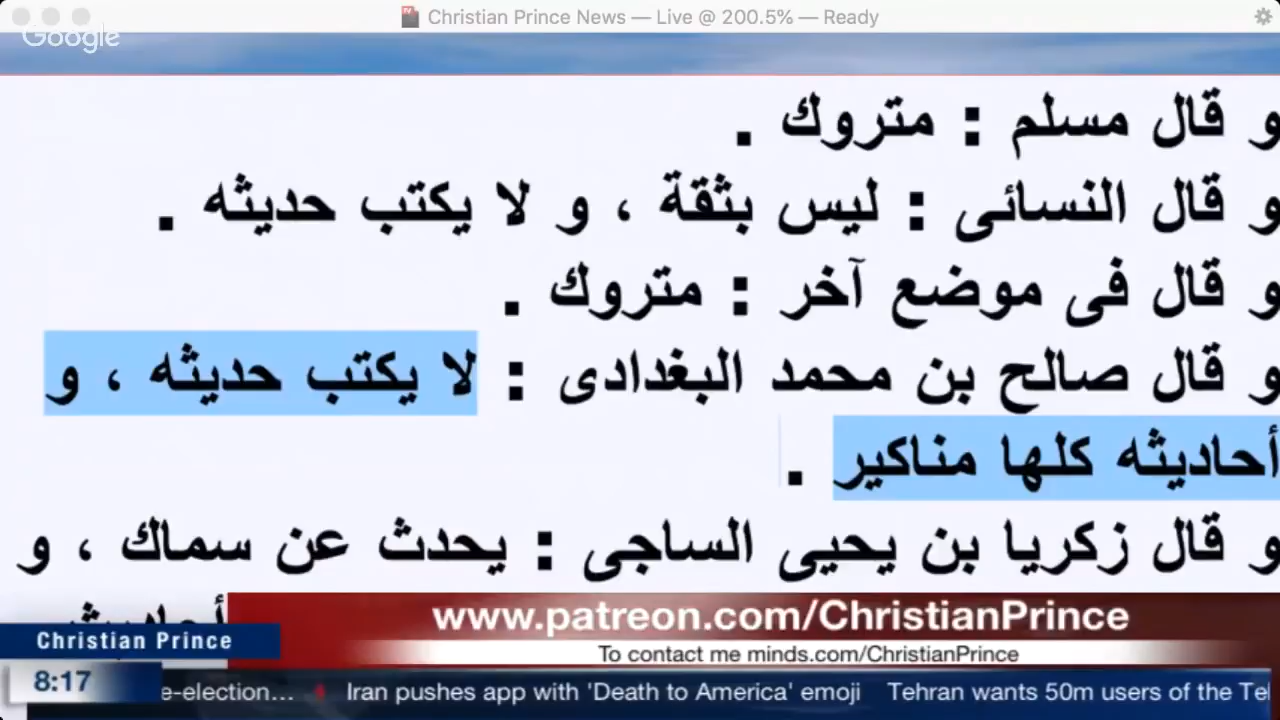 Christian Prince News — Live @ 200.5% — Ready
Google
و قال مسلم : متروك .
و قال النسائى : ليس بثقة ، و لا يكتب حديثه .
و قال فى موضع آخر : متروك .
و قال صالح بن محمد البغدادى : لا يكتب حديثه ، و
أحاديثه كلها مناكير .
و قال زكريا بن يحيى الساجى : يحدث عن سماك ، و
www.patreon.com/ChristianPrince
Christian Prince
To contact me minds.com/ChristianPrince
8:17
e-election... Iran pushes app with 'Death to America' emoji Tehran wants 50m users of the Tel